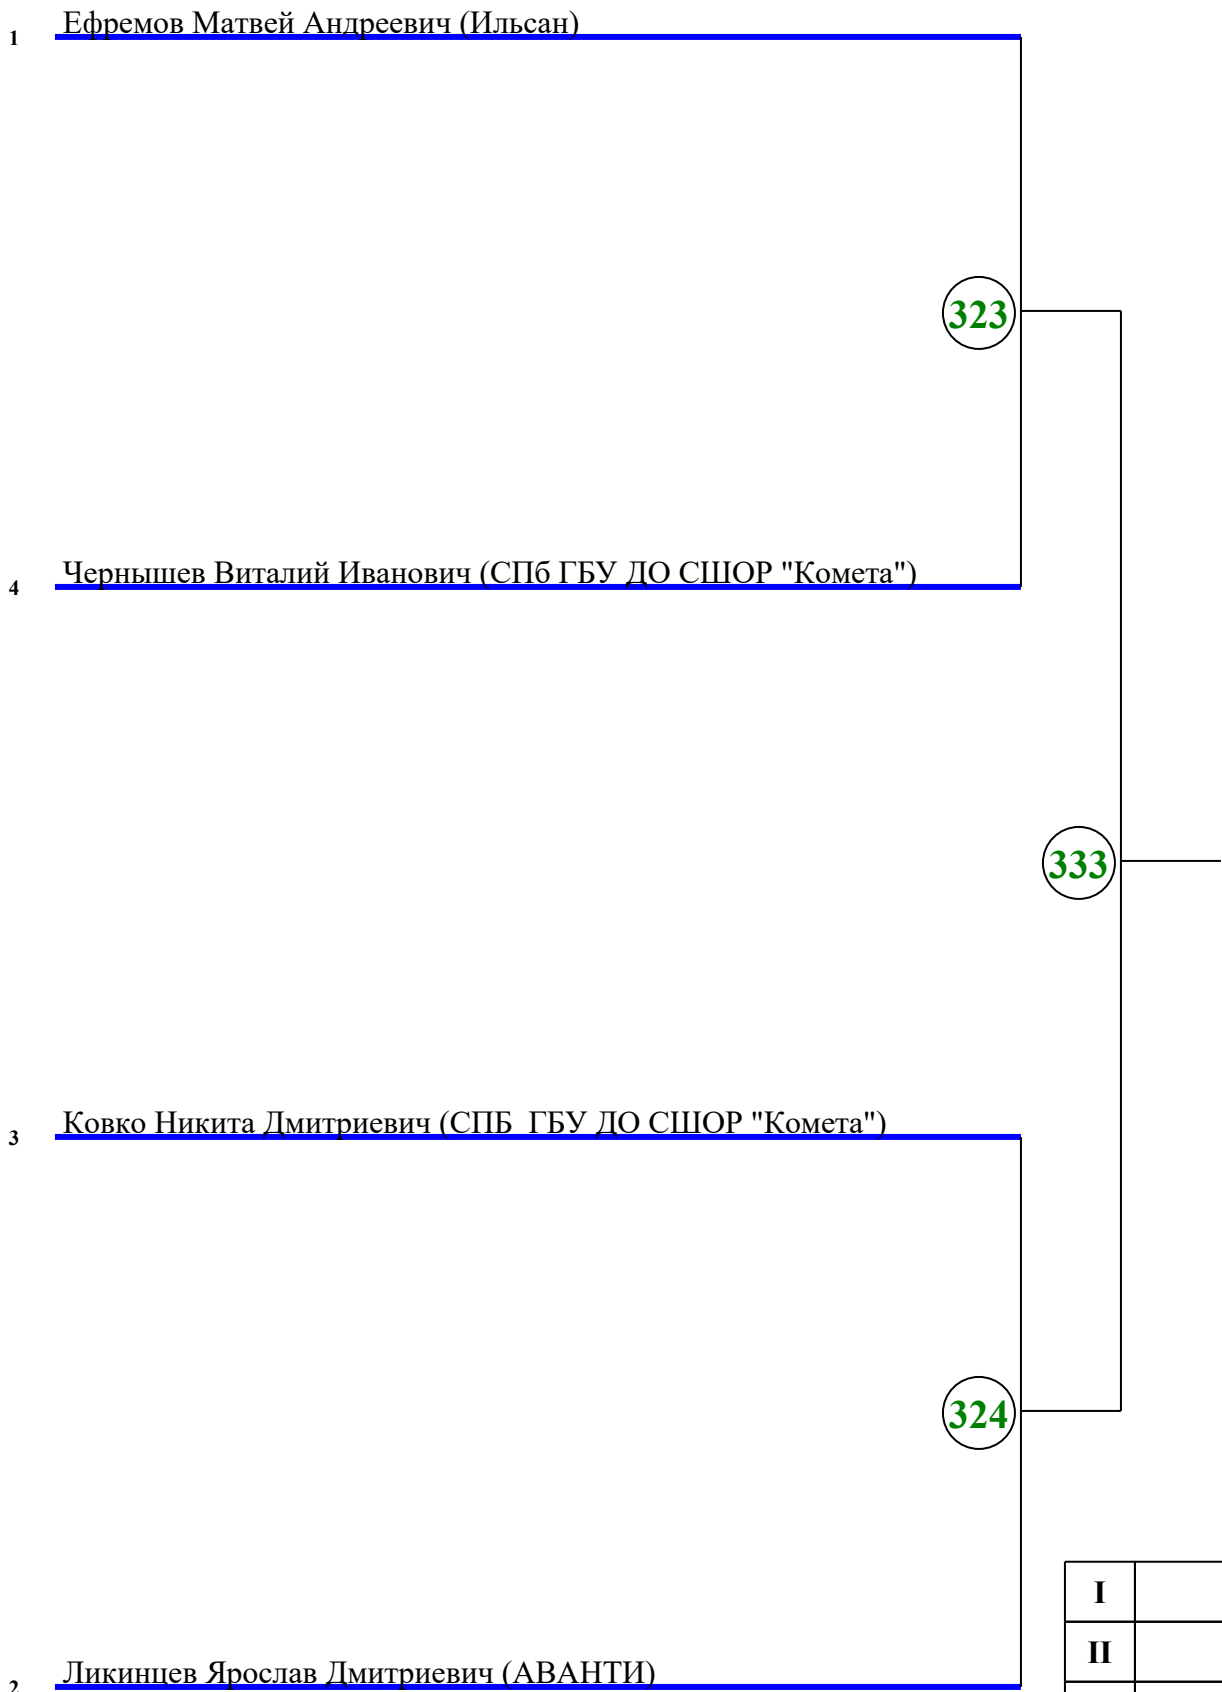 1 Ефремов Матвей Андреевич (Ильсан)
323
4 Чернышев Виталий Иванович (СПб ГБУ ДО СШОР "Комета")
333
3 Ковко Никита Дмитриевич (СПБ  ГБУ ДО СШОР "Комета")
324
I
II
2 Ликинцев Ярослав Дмитриевич (АВАНТИ)